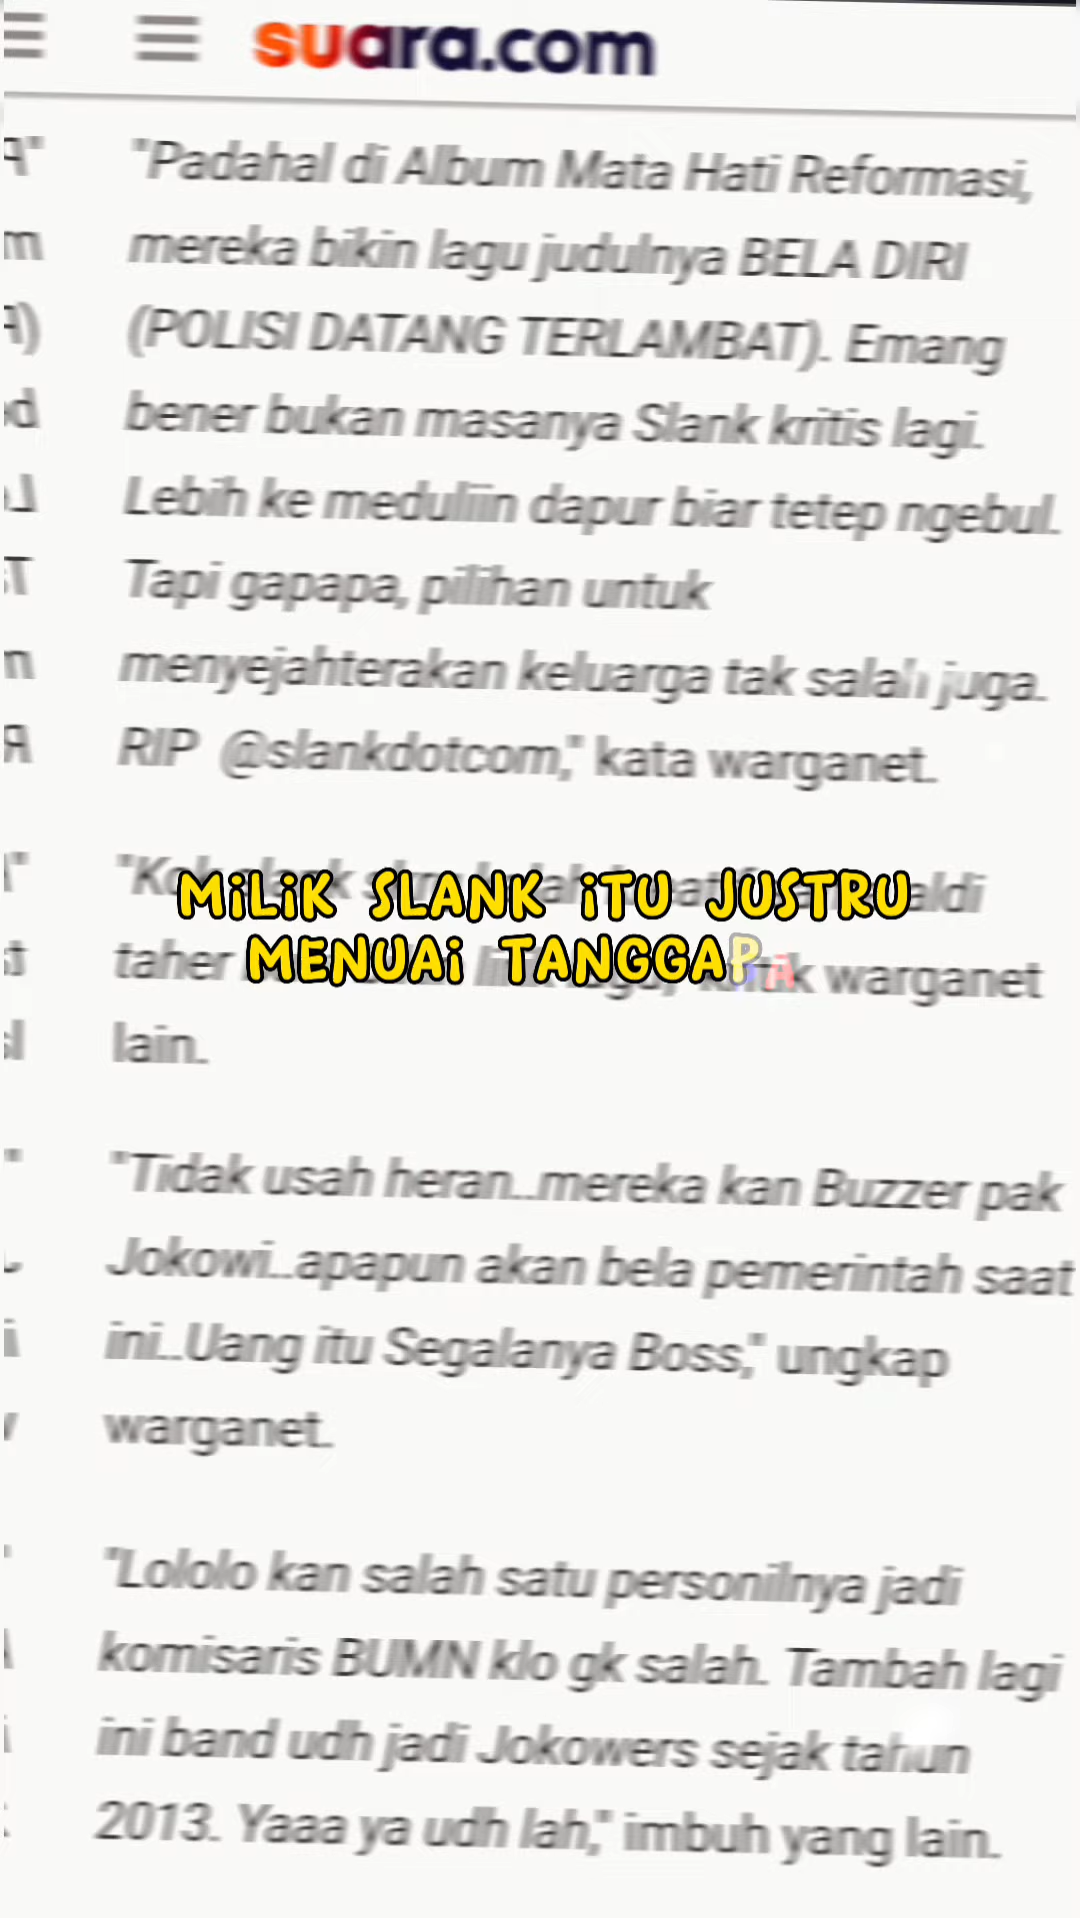 suara.com
"Padahal di Album Mata Hati Reformasi,
mereka bikin lagu judulnya BELA DIRI
(POLISI DATANG TERLAMBAT). Emang
bener bukan masanya Slank kritis lagi.
Lebih ke meduliin dapur biar tetep ngebul.
Tapi gapapa, pilihan untuk
menyejahterakan keluarga tak salah juga.
RIP @slankdotcom," kata warganet.
MiLiK SLANK iTU JUSTRU
MENUAi TANGGAPA
taher kritik warganet
lain.
"Tidak usah heran..mereka kan Buzzer pak
Jokowi..apapun akan bela pemerintah saat
ini..Uang itu Segalanya Boss," ungkap
warganet.
"Lololo kan salah satu personilnya jadi
komisaris BUMN klo gk salah. Tambah lagi
ini band udh jadi Jokowers sejak tahun
2013. Yaaa ya udh lah," imbuh yang lain.